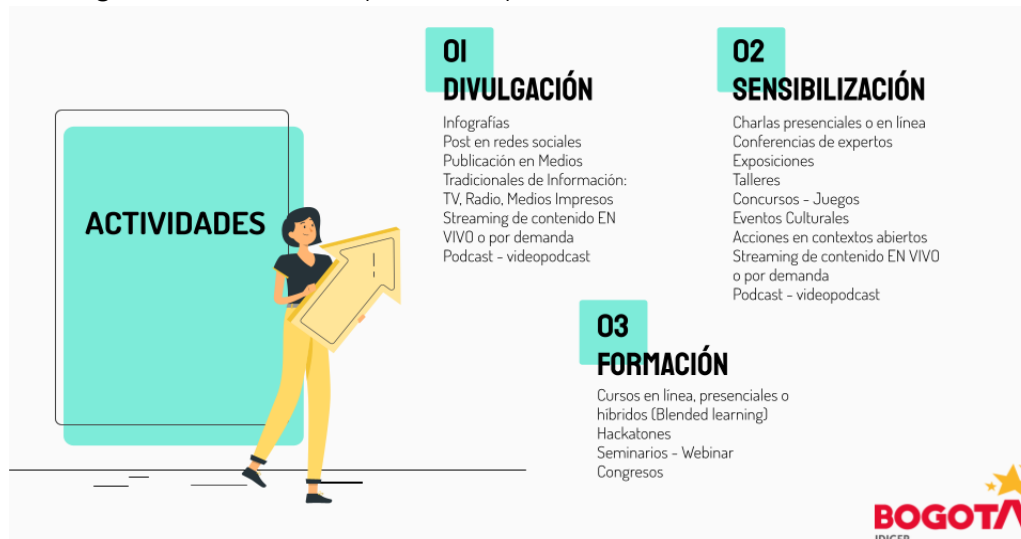 ACTIVIDADES
01
DIVULGACIÓN
Infografías
Post en redes sociales
Publicación en Medios
Tradicionales de Información:
TV, Radio, Medios Impresos
Streaming de contenido EN
VIVO o por demanda
Podcast - videopodcast
02
SENSIBILIZACIÓN
Charlas presenciales o en línea
Conferencias de expertos
Exposiciones
Talleres
Concursos - Juegos
Eventos Culturales
Acciones en contextos abiertos
Streaming de contenido EN VIVO
o por demanda
Podcast - videopodcast
03
FORMACIÓN
Cursos en línea, presenciales o
híbridos (Blended learning)
Hackatones
Seminarios - Webinar
Congresos
BOGOTA